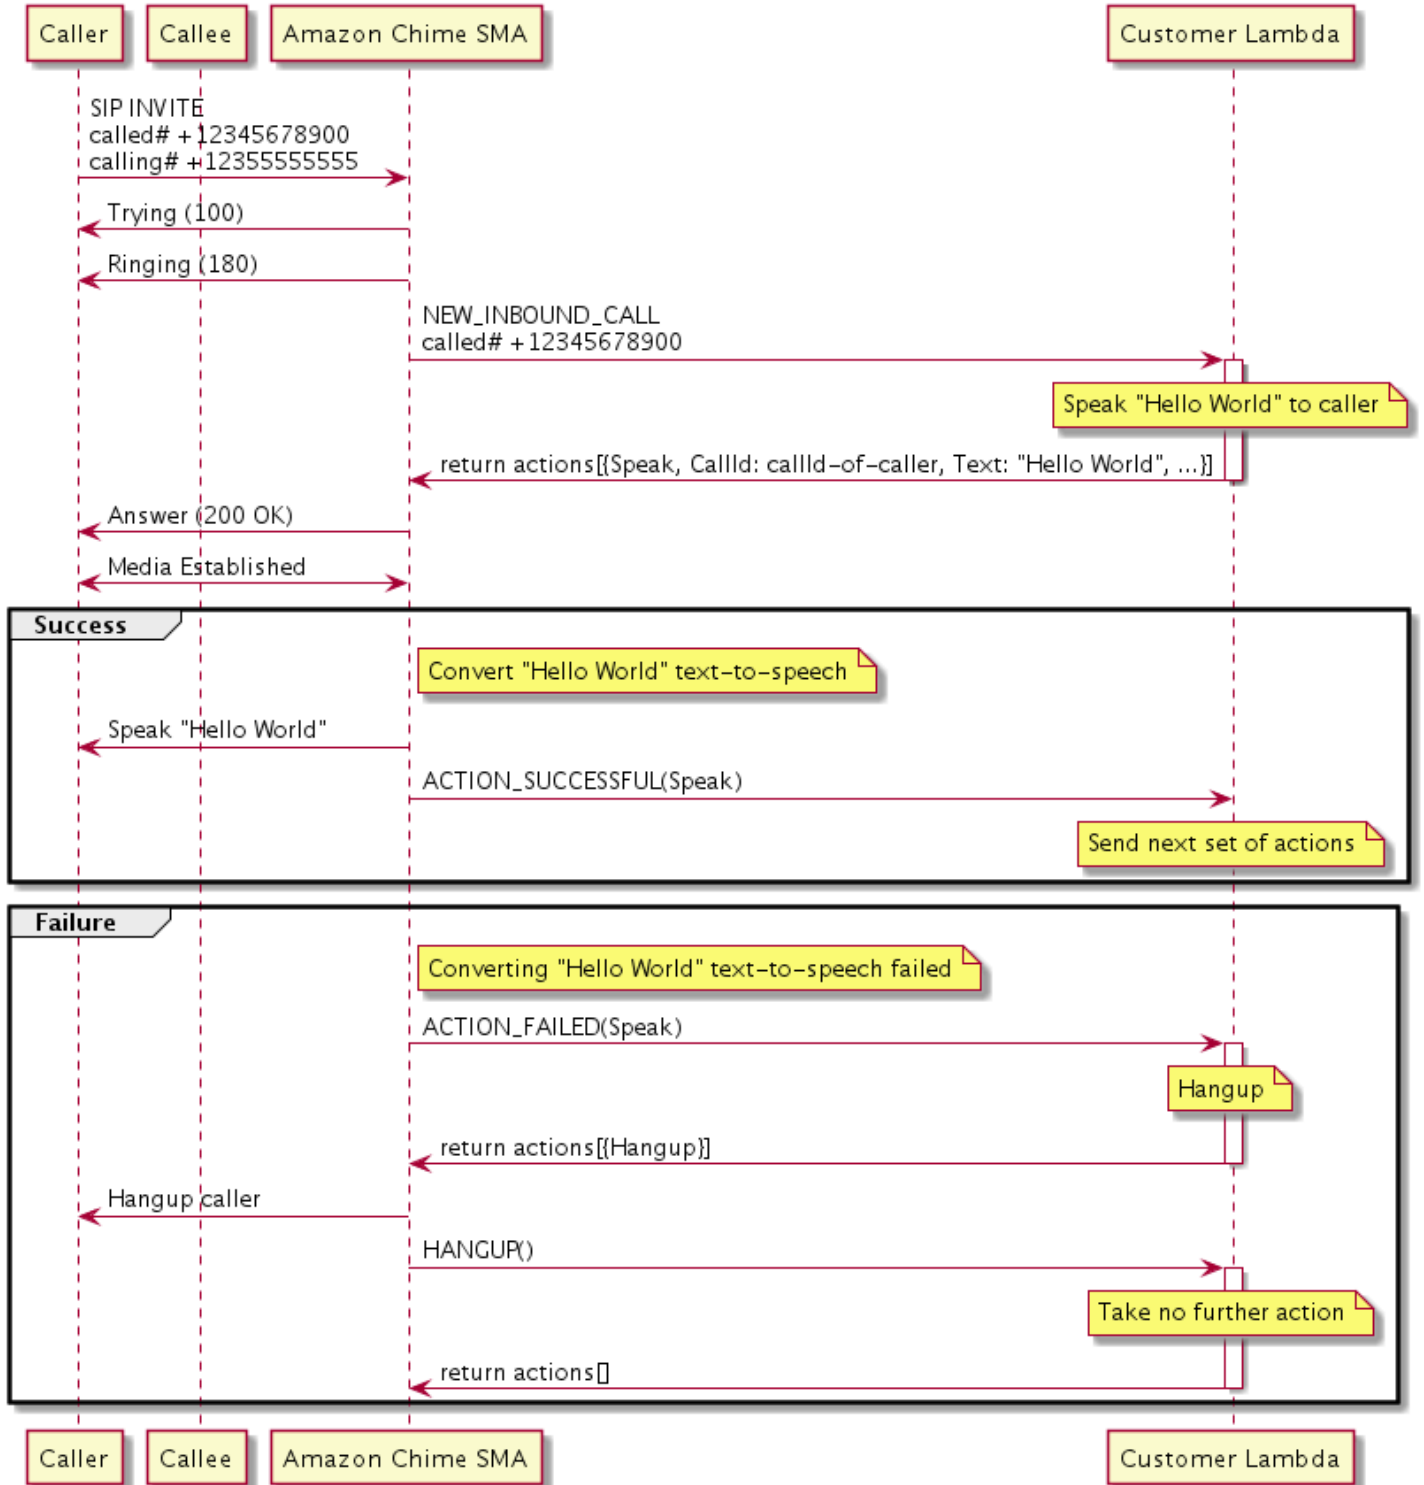 Caller
Callee
Amazon Chime SMA
Customer Lambda
SIP INVITE
called# +12345678900
calling# +12355555555
Trying (100)
Ringing (180)
NEW_INBOUND_CALL
called# +12345678900
Speak "Hello World" to caller
return actions[{Speak, CallId: callId-of-caller, Text: "Hello World", ...}]
Answer (200 OK)
Media Established
Success
Convert "Hello World" text-to-speech
Speak "Hello World"
ACTION_SUCCESSFUL(Speak)
Send next set of actions
Failure
Converting "Hello World" text-to-speech failed
ACTION_FAILED(Speak)
Hangup
return actions[{Hangup}]
Hangup caller
HANGUP()
Take no further action
return actions[]
Caller
Callee
Amazon Chime SMA
Customer Lambda